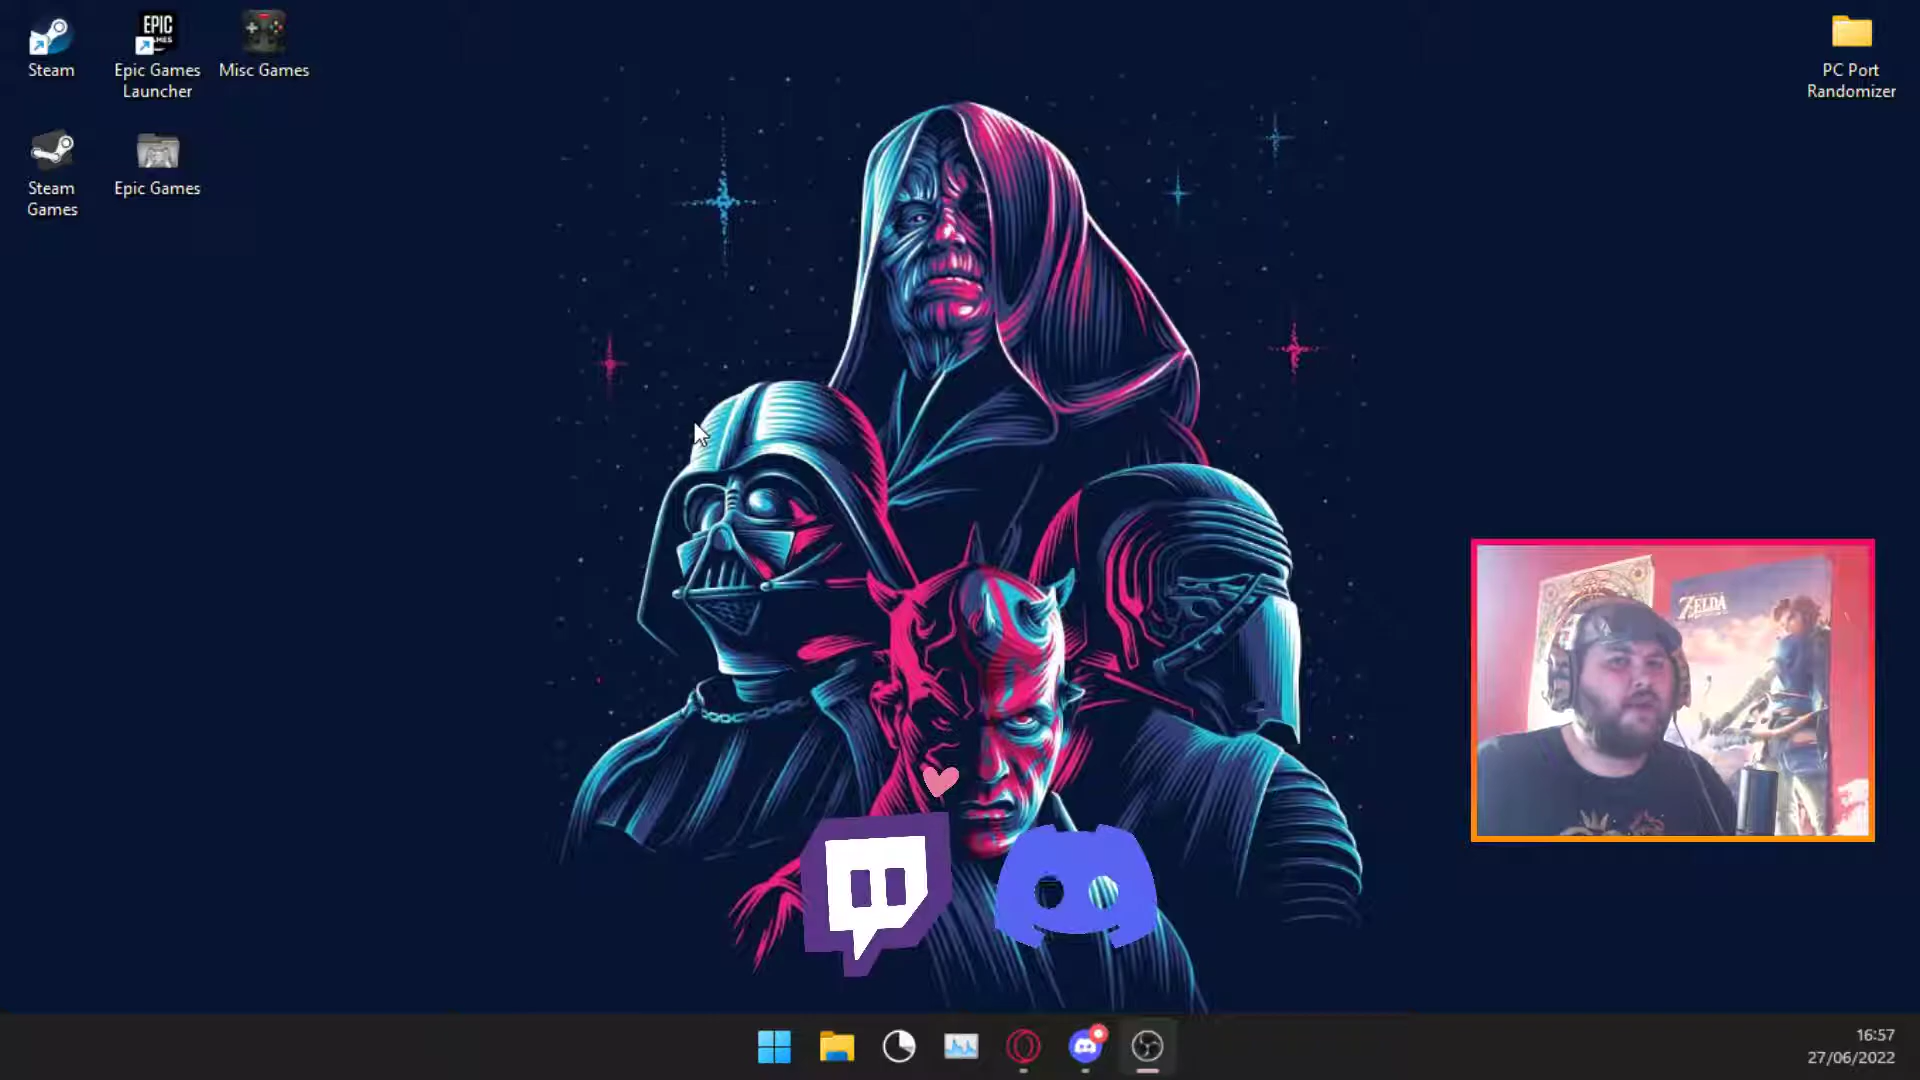 Steam
EPIC
GAMES
Epic Games
Launcher
Misc Games
PC Port
Randomizer
Steam
Games
Epic Games
ZELDA
16:57
27/06/2022